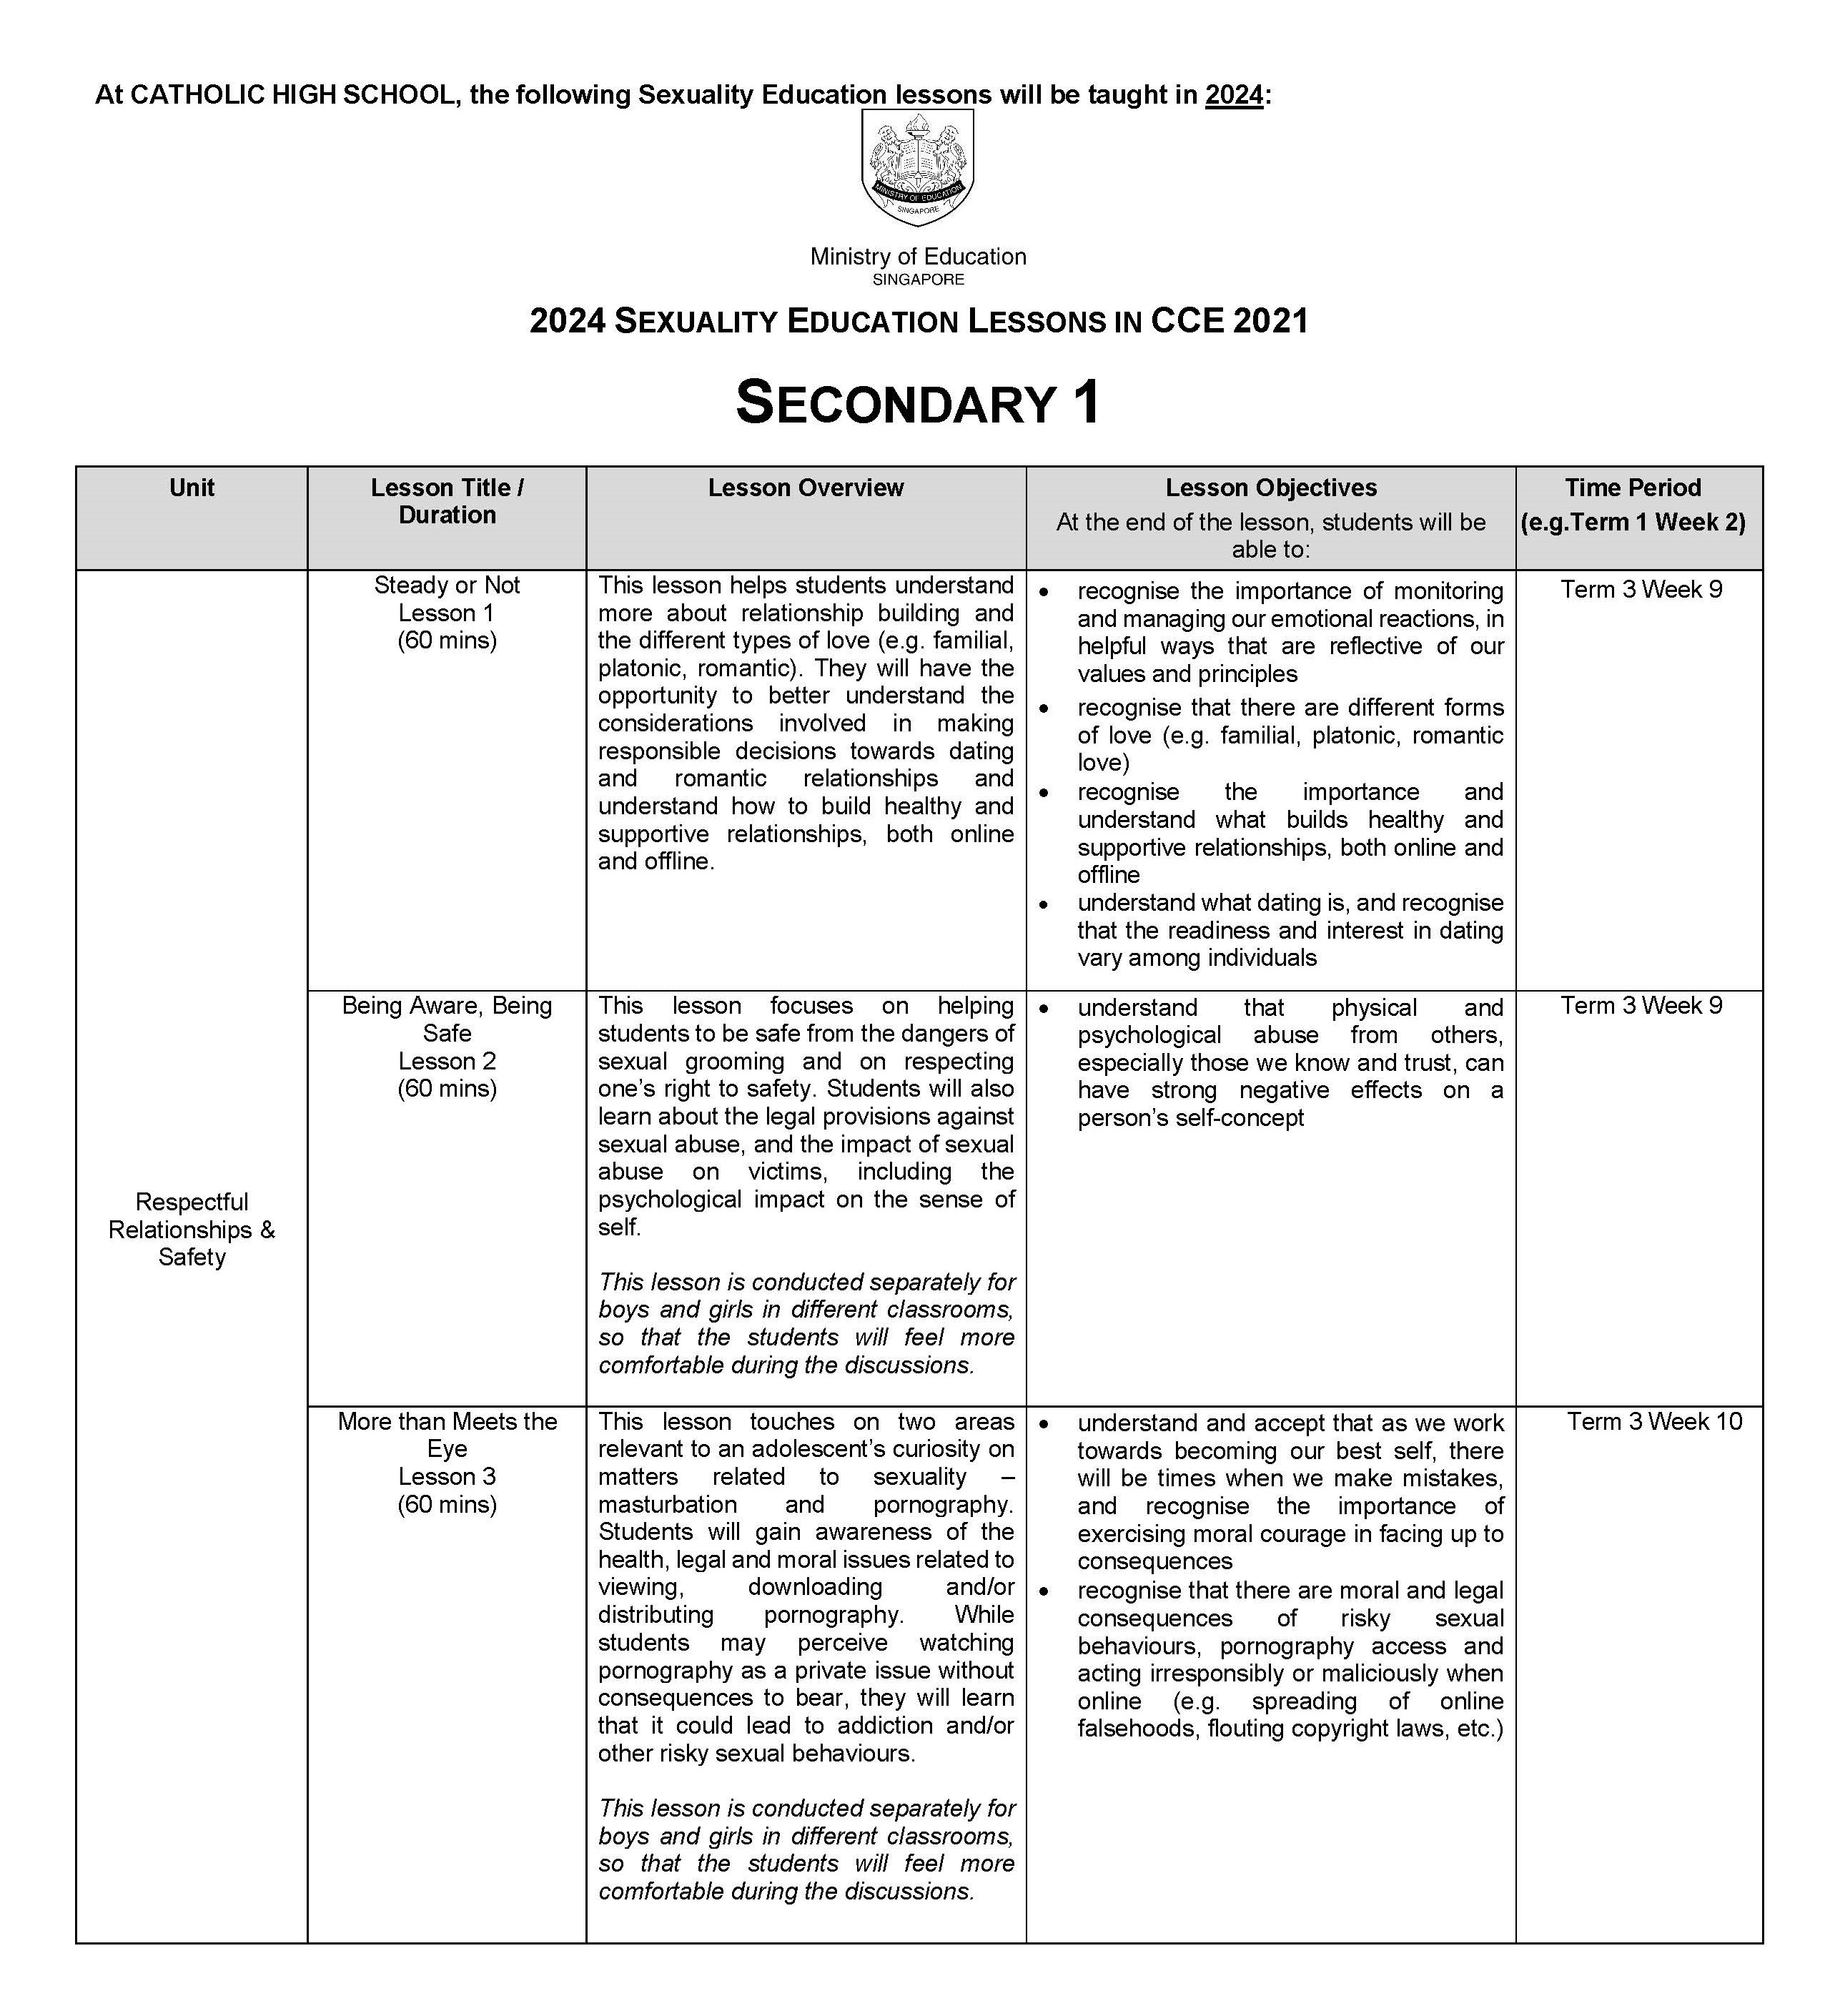 At CATHOLIC HIGH SCHOOL, the following Sexuality Education lessons will be taught in 2024:
MINISTRY OF EDUCATION
SINGAPORE
Ministry of Education
SINGAPORE
2024 SEXUALITY EDUCATION LESSONS IN CCE 2021
SECONDARY 1
Unit
Lesson Title /
Duration
Lesson Overview
Lesson Objectives
At the end of the lesson, students will be
able to:
Time Period
(e.g.Term 1 Week 2)
Respectful
Relationships &
Safety
Steady or Not
Lesson 1
(60 mins)
This lesson helps students understand
more about relationship building and
the different types of love (e.g. familial,
platonic, romantic). They will have the
opportunity to better understand the
considerations involved in making
responsible decisions towards dating
and romantic relationships and
understand how to build healthy and
supportive relationships, both online
and offline.
• recognise the importance of monitoring
and managing our emotional reactions, in
helpful ways that are reflective of our
values and principles
• recognise that there are different forms
of love (e.g. familial, platonic, romantic
love)
• recognise the importance and
understand what builds healthy and
supportive relationships, both online and
offline
• understand what dating is, and recognise
that the readiness and interest in dating
vary among individuals
Term 3 Week 9
Being Aware, Being
Safe
Lesson 2
(60 mins)
This lesson focuses on helping
students to be safe from the dangers of
sexual grooming and on respecting
one’s right to safety. Students will also
learn about the legal provisions against
sexual abuse, and the impact of sexual
abuse on victims, including the
psychological impact on the sense of
self.
This lesson is conducted separately for
boys and girls in different classrooms,
so that the students will feel more
comfortable during the discussions.
• understand that physical and
psychological abuse from others,
especially those we know and trust, can
have strong negative effects on a
person’s self-concept
Term 3 Week 9
More than Meets the
Eye
Lesson 3
(60 mins)
This lesson touches on two areas
relevant to an adolescent’s curiosity on
matters related to sexuality –
masturbation and pornography.
Students will gain awareness of the
health, legal and moral issues related to
viewing, downloading and/or
distributing pornography. While
students may perceive watching
pornography as a private issue without
consequences to bear, they will learn
that it could lead to addiction and/or
other risky sexual behaviours.
This lesson is conducted separately for
boys and girls in different classrooms,
so that the students will feel more
comfortable during the discussions.
• understand and accept that as we work
towards becoming our best self, there
will be times when we make mistakes,
and recognise the importance of
exercising moral courage in facing up to
consequences
• recognise that there are moral and legal
consequences of risky sexual
behaviours, pornography access and
acting irresponsibly or maliciously when
online (e.g. spreading of online
falsehoods, flouting copyright laws, etc.)
Term 3 Week 10